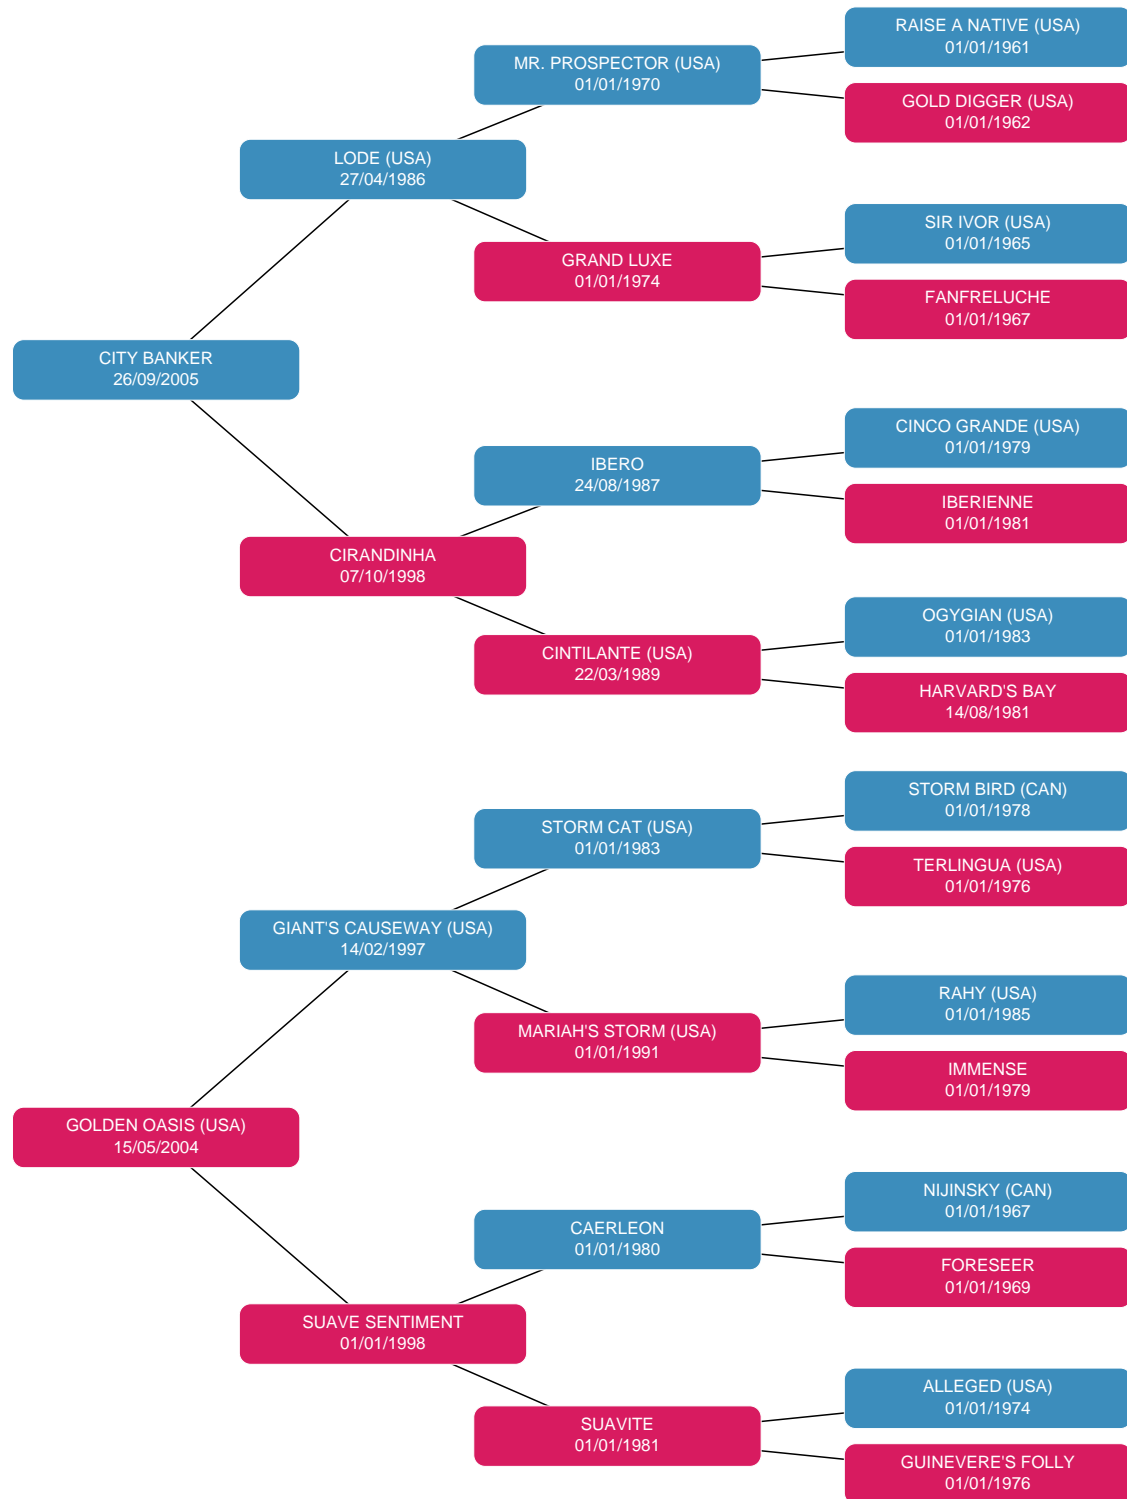 RAISE A NATIVE (USA)
01/01/1961
MR. PROSPECTOR (USA)
01/01/1970
GOLD DIGGER (USA)
01/01/1962
LODE (USA)
27/04/1986
SIR IVOR (USA)
01/01/1965
GRAND LUXE
01/01/1974
FANFRELUCHE
01/01/1967
CITY BANKER
26/09/2005
CINCO GRANDE (USA)
01/01/1979
IBERO
24/08/1987
IBERIENNE
01/01/1981
CIRANDINHA
07/10/1998
OGYGIAN (USA)
01/01/1983
CINTILANTE (USA)
22/03/1989
HARVARD'S BAY
14/08/1981
STORM BIRD (CAN)
01/01/1978
STORM CAT (USA)
01/01/1983
TERLINGUA (USA)
01/01/1976
GIANT'S CAUSEWAY (USA)
14/02/1997
RAHY (USA)
01/01/1985
MARIAH'S STORM (USA)
01/01/1991
IMMENSE
01/01/1979
GOLDEN OASIS (USA)
15/05/2004
NIJINSKY (CAN)
01/01/1967
CAERLEON
01/01/1980
FORESEER
01/01/1969
SUAVE SENTIMENT
01/01/1998
ALLEGED (USA)
01/01/1974
SUAVITE
01/01/1981
GUINEVERE'S FOLLY
01/01/1976